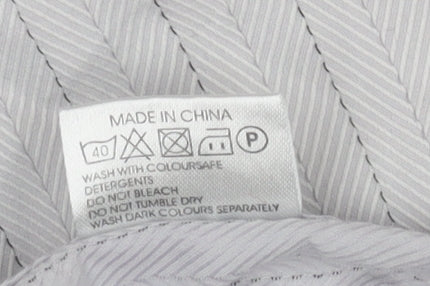 MADE IN CHINA
40 P
WASH WITH COLOURSAFE
DETERGENTS
DO NOT BLEACH
DO NOT TUMBLE DRY
WASH DARK COLOURS SEPARATELY